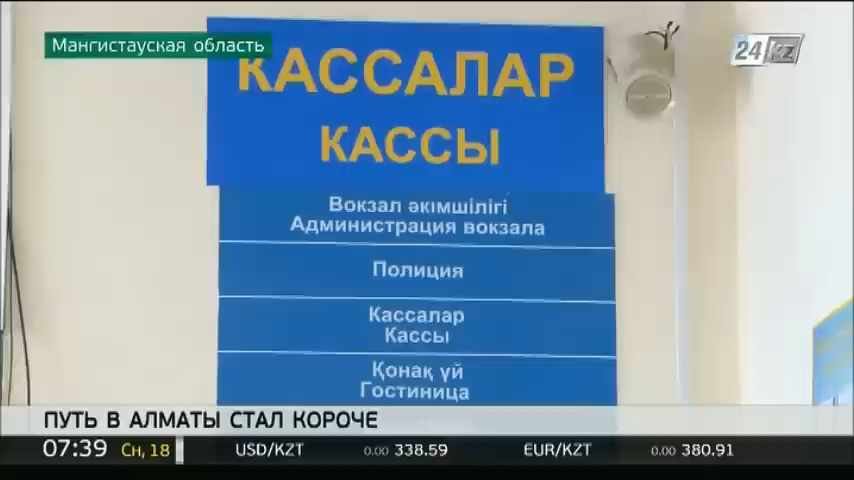 Мангистауская область
24 kz
КАССАЛАР
КАССЫ
Вокзал әкімшілігі
Администрация вокзала
Полиция
Кассалар
Кассы
Қонақ үй
Гостиница
ПУТЬ В АЛМАТЫ СТАЛ КОРОЧЕ
07:39 Сн, 18 USD/KZT 0.00 338.59 EUR/KZT 0.00 380.91